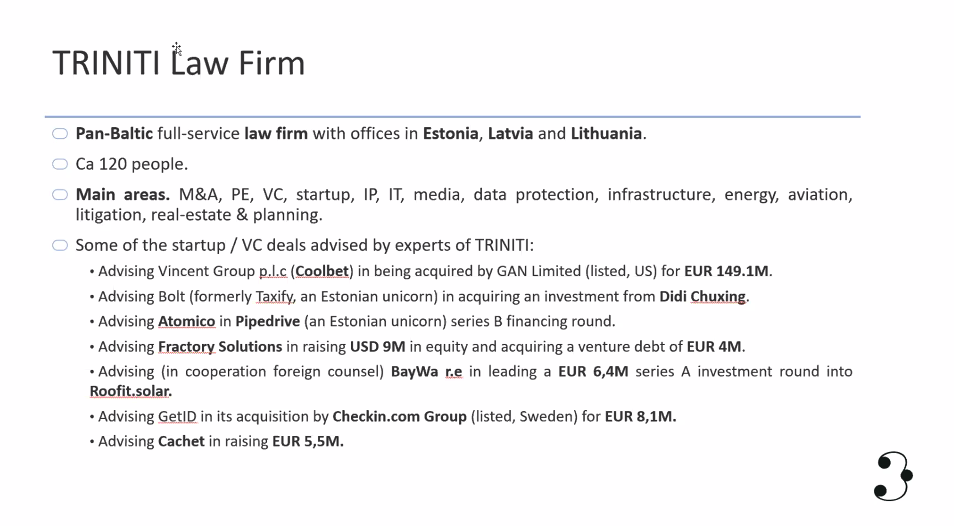 TRINITI Law Firm
Pan-Baltic full-service law firm with offices in Estonia, Latvia and Lithuania.
Ca 120 people.
Main areas. M&A, PE, VC, startup, IP, IT, media, data protection, infrastructure, energy, aviation,
litigation, real-estate & planning.
Some of the startup / VC deals advised by experts of TRINITI:
• Advising Vincent Group p.l.c (Coolbet) in being acquired by GAN Limited (listed, US) for EUR 149.1M.
• Advising Bolt (formerly Taxify, an Estonian unicorn) in acquiring an investment from Didi Chuxing.
• Advising Atomico in Pipedrive (an Estonian unicorn) series B financing round.
• Advising Fractory Solutions in raising USD 9M in equity and acquiring a venture debt of EUR 4M.
• Advising (in cooperation foreign counsel) BayWa r.e in leading a EUR 6,4M series A investment round into
Roofit.solar.
• Advising GetID in its acquisition by Checkin.com Group (listed, Sweden) for EUR 8,1M.
• Advising Cachet in raising EUR 5,5M.
3